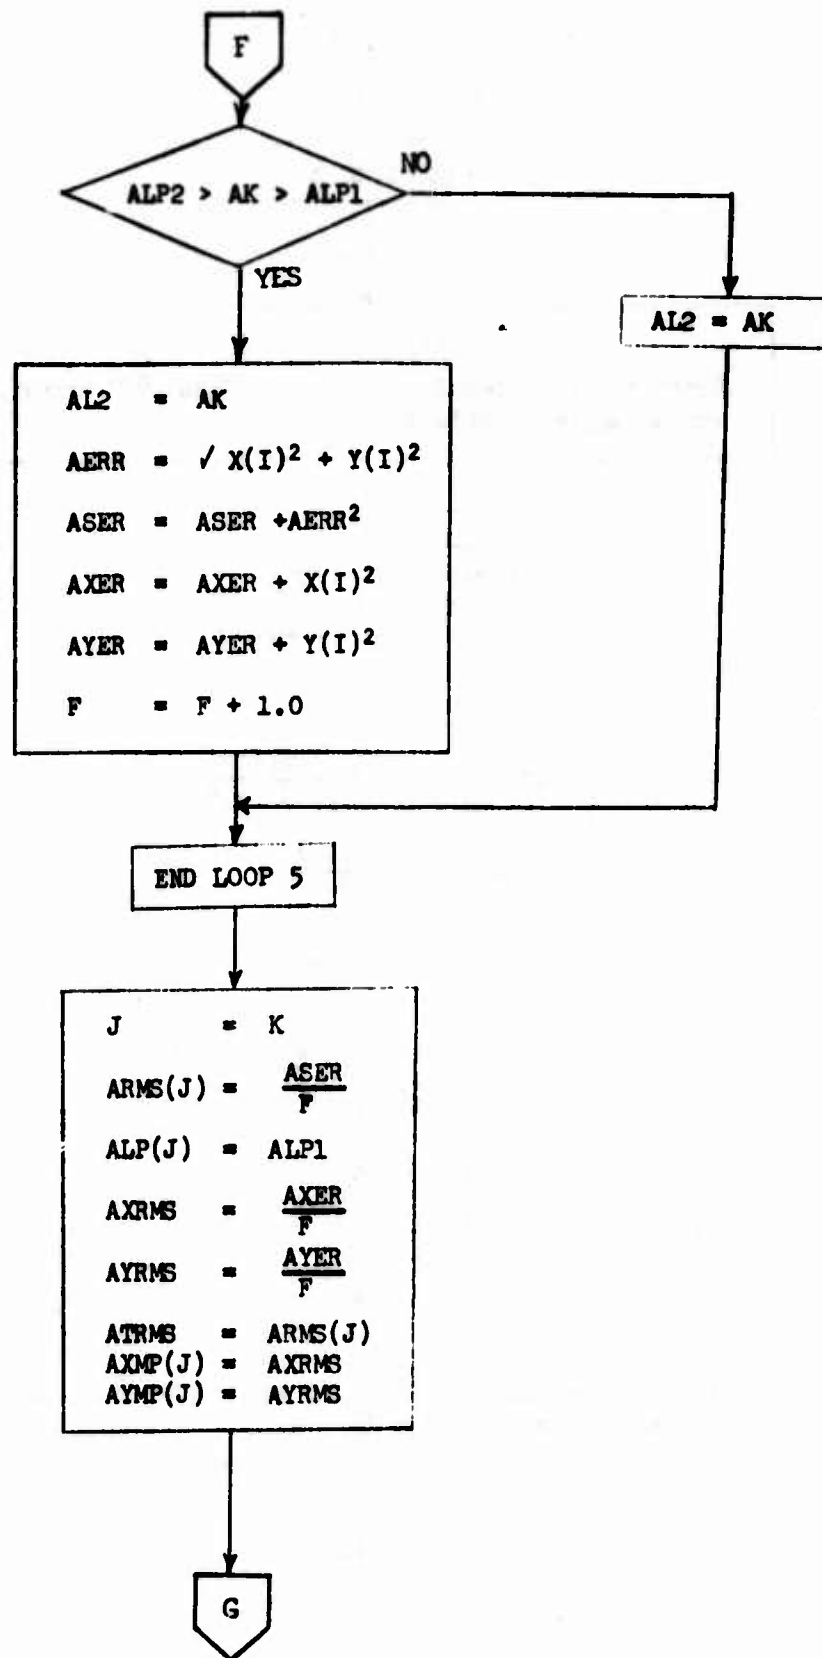 F
ALP2 > AK > ALP1
NO
YES
AL2 = AK
AL2 = AK
AERR = √ X(I)² + Y(I)²
ASER = ASER +AERR²
AXER = AXER + X(I)²
AYER = AYER + Y(I)²
F = F + 1.0
END LOOP 5
J = K
ARMS(J) = ASER
F
ALP(J) = ALP1
AXRMS = AXER
F
AYRMS = AYER
F
ATRMS = ARMS(J)
AXMP(J) = AXRMS
AYMP(J) = AYRMS
G